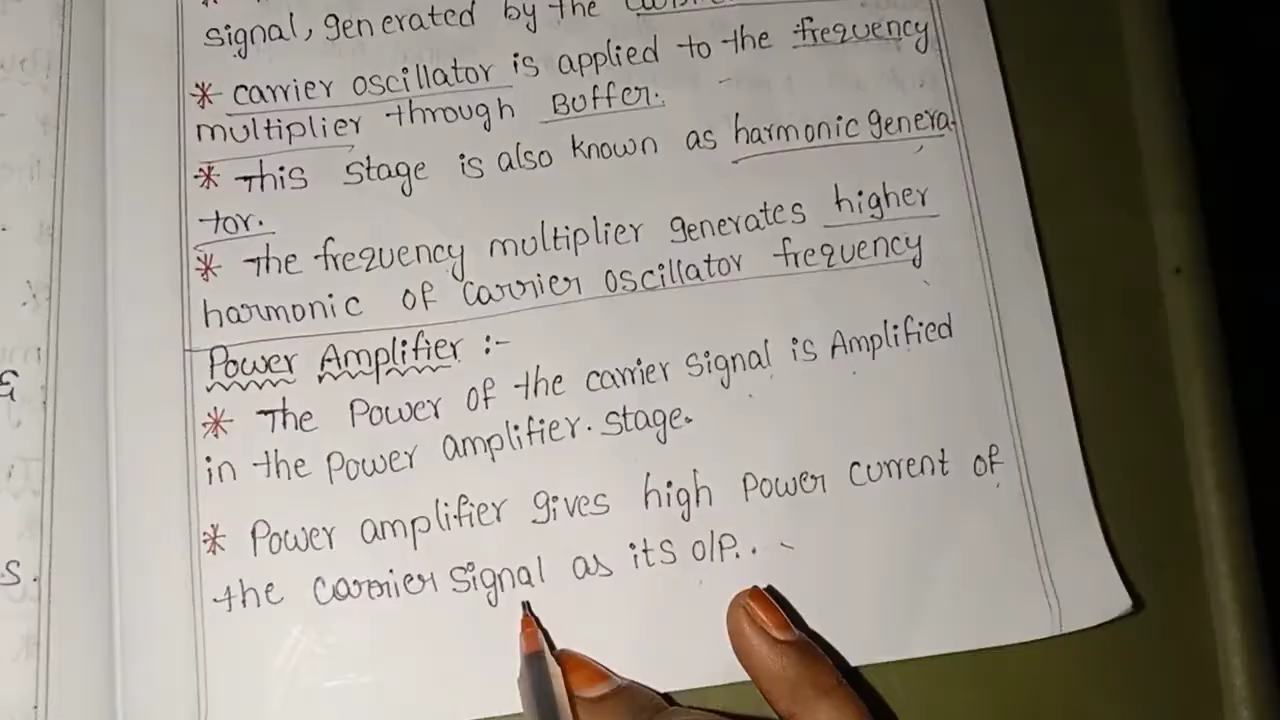 signal, generated by the
* carrier oscillator is applied to the frequency
multiplier through Buffer.
* This stage is also known as harmonic genera-
tor.
* The frequency multiplier generates higher
harmonic of carrier oscillator frequency
Power Amplifier :-
* The Power of the carrier signal is Amplified
in the power amplifier. stage.
* Power amplifier gives high Power current of
the carrier signal as its O/P.